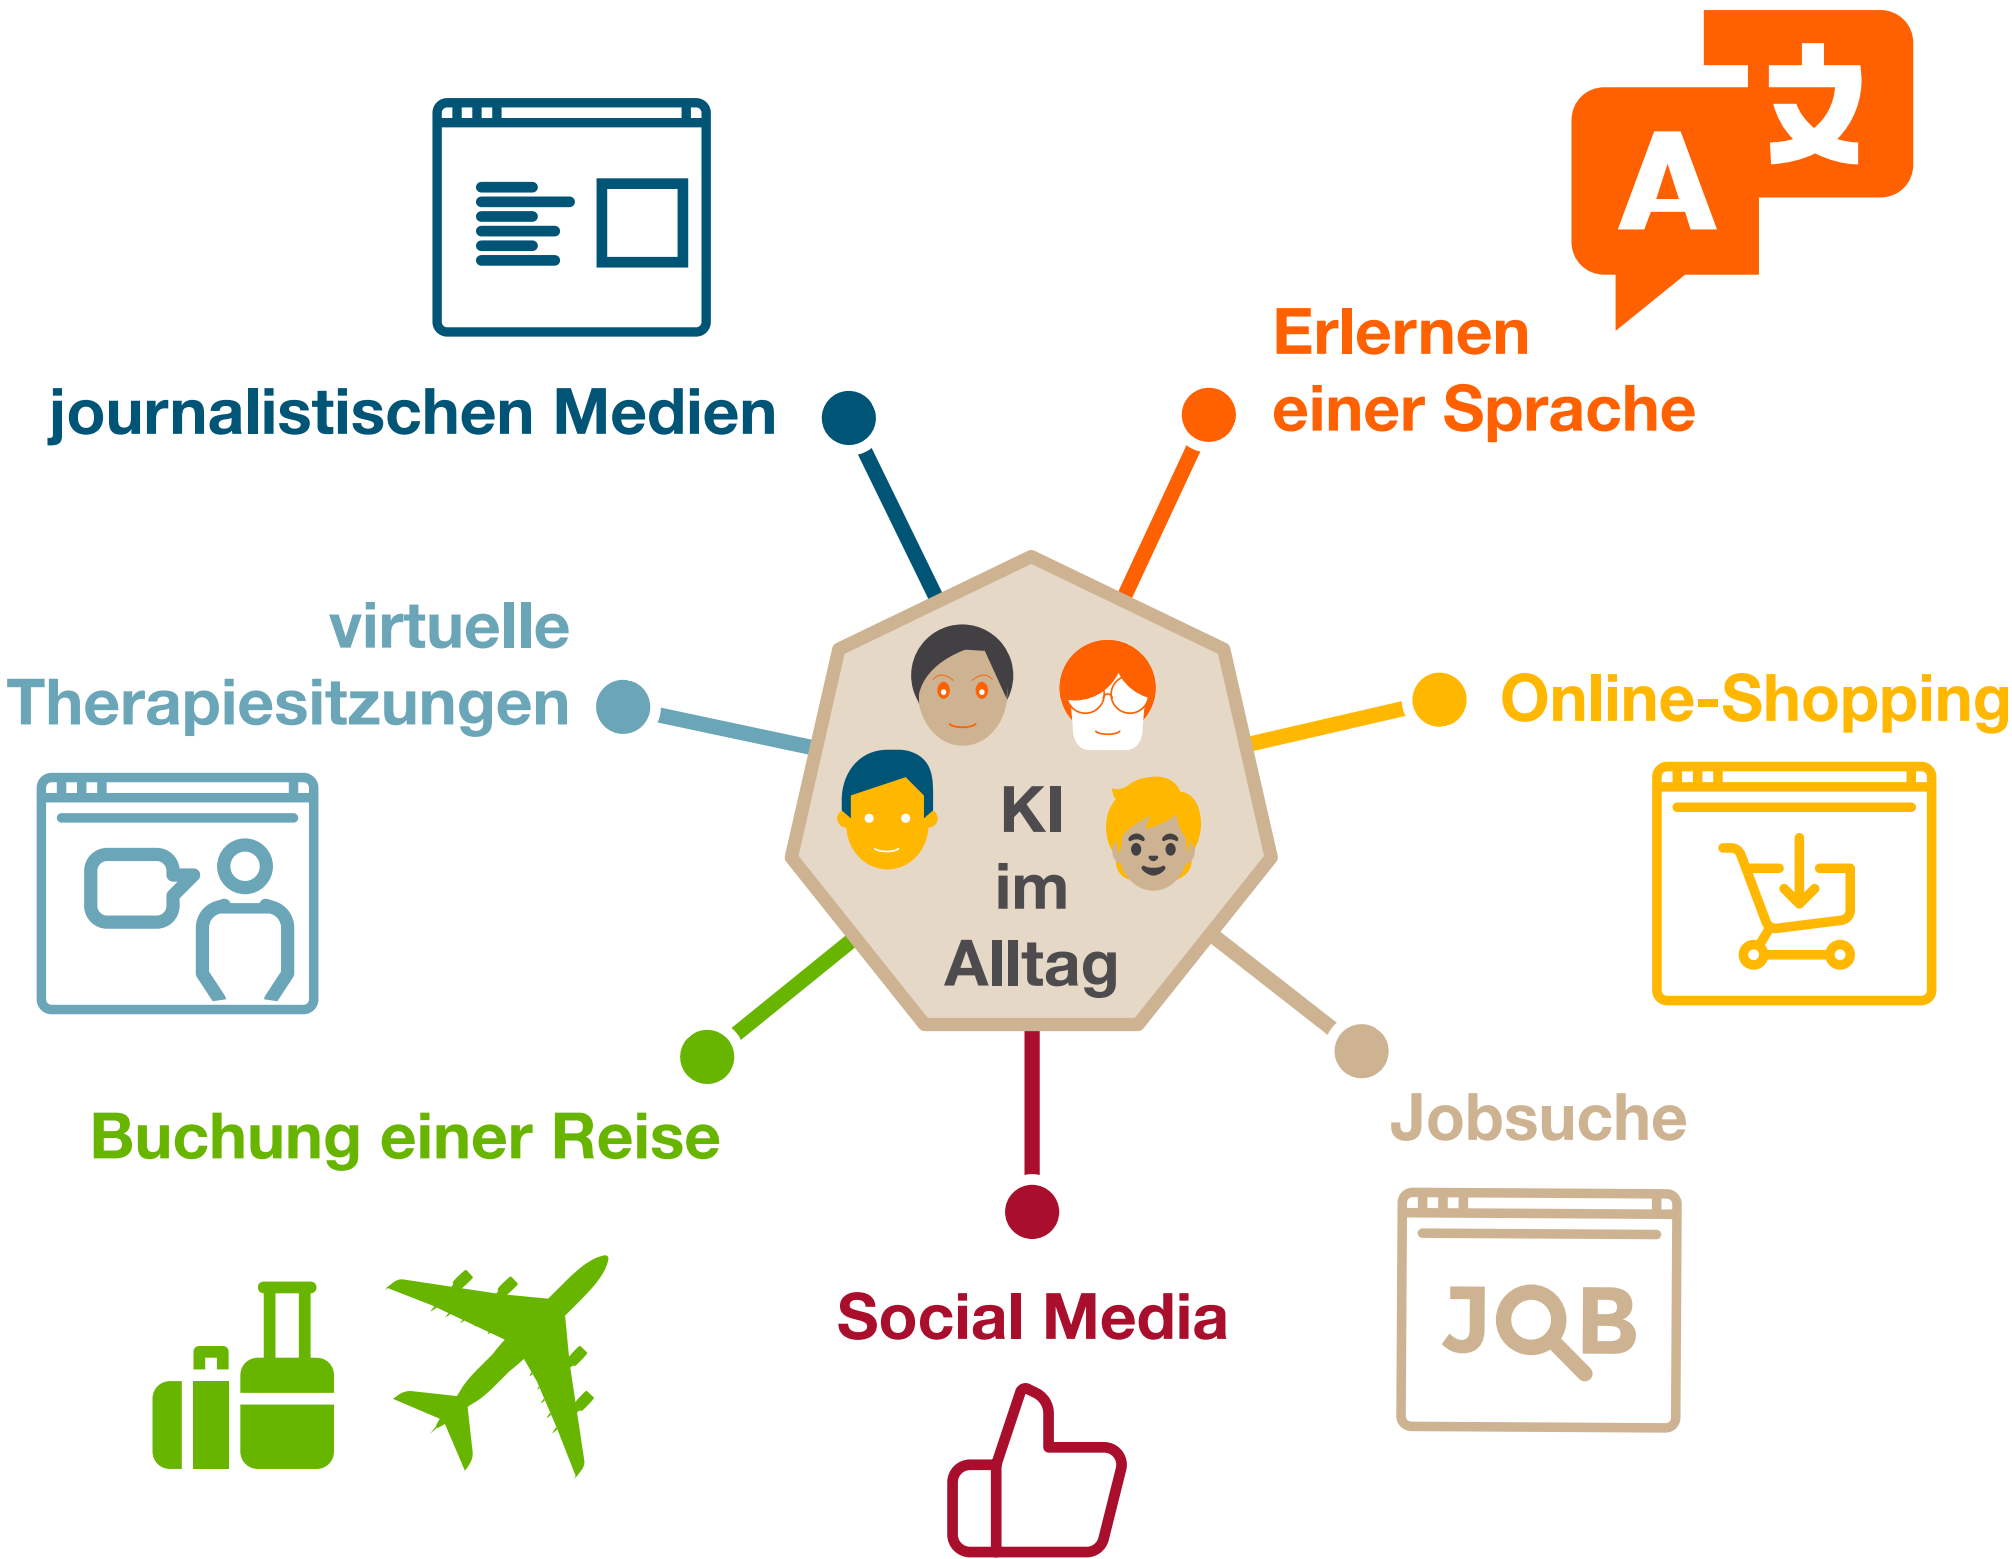 A 文
Erlernen
einer Sprache
journalistischen Medien
virtuelle
Therapiesitzungen
Online-Shopping
KI
im
Alltag
Buchung einer Reise
Jobsuche
JOB
Social Media